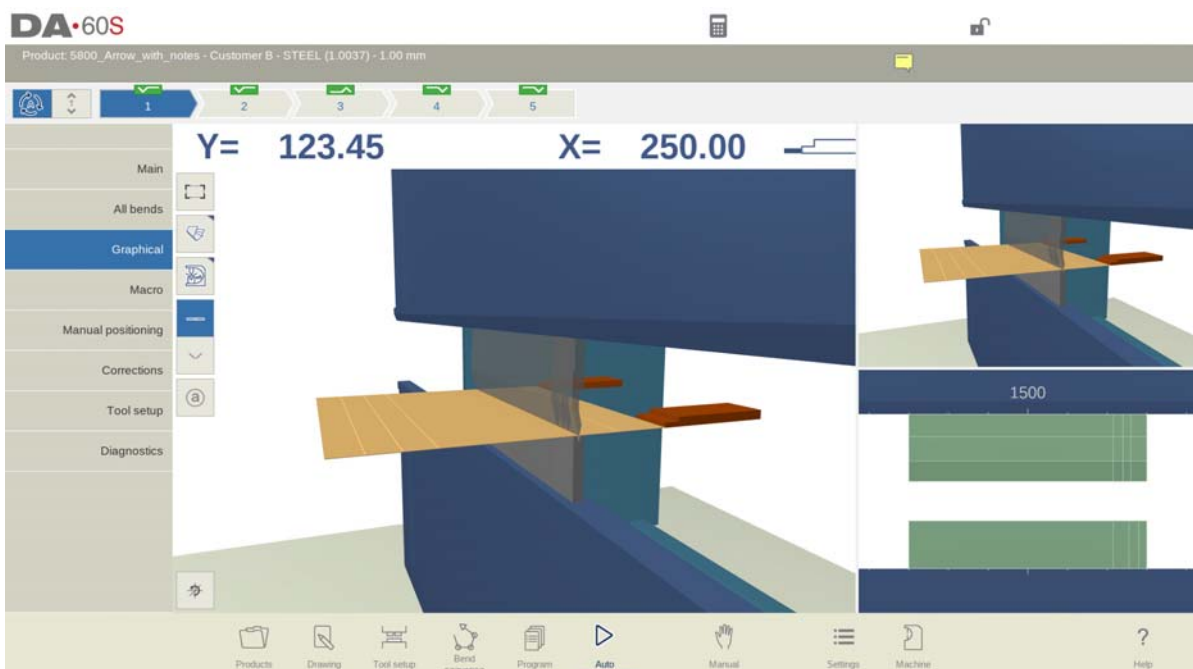 DA•60S
Product: 5800_Arrow_with_notes - Customer B - STEEL (1.0037) - 1.00 mm
1
1 2 3 4 5
Y= 123.45 X= 250.00
Main
All bends
Graphical
Macro
Manual positioning
Corrections
Tool setup
Diagnostics
a
1500
Products Drawing Tool setup Bend Program Auto Manual Settings Machine Help